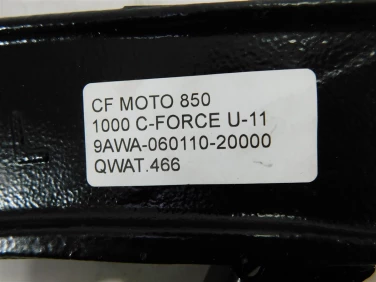 CF MOTO 850
1000 C-FORCE U-11
9AWA-060110-20000
QWAT.466